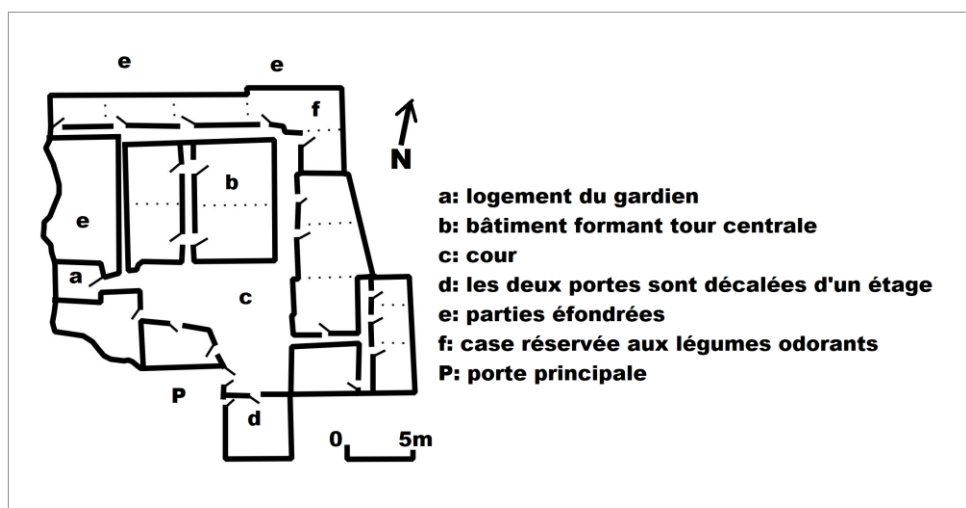 e
e
f
N
b
e
a
c
P
d
0 5m
a: logement du gardien
b: bâtiment formant tour centrale
c: cour
d: les deux portes sont décalées d'un étage
e: parties éfondrées
f: case réservée aux légumes odorants
P: porte principale